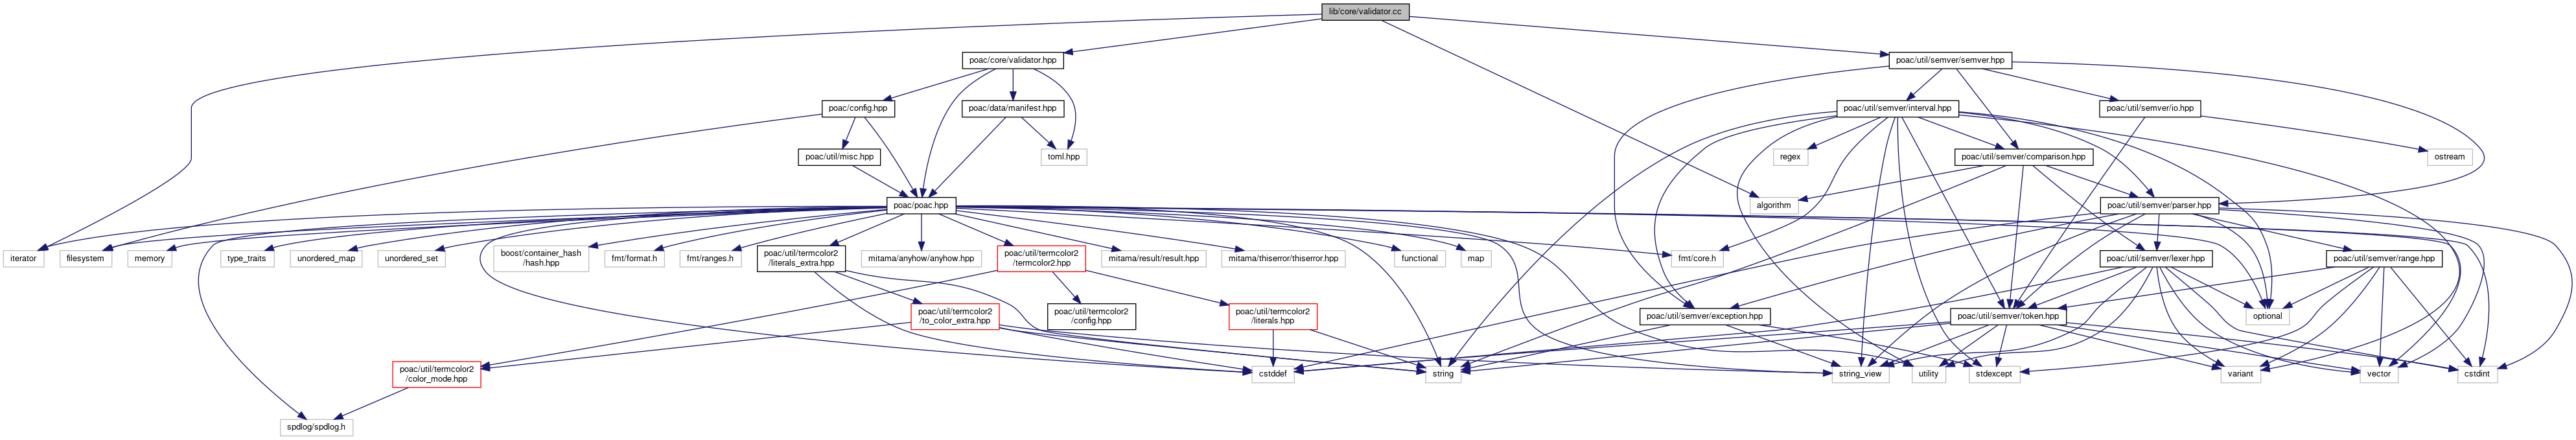 lib/core/validator.cc
poac/core/validator.hpp
poac/util/semver/semver.hpp
poac/config.hpp
poac/data/manifest.hpp
poac/util/semver/interval.hpp
poac/util/semver/io.hpp
poac/util/misc.hpp
toml.hpp
regex
poac/util/semver/comparison.hpp
ostream
poac/poac.hpp
algorithm
poac/util/semver/parser.hpp
iterator
filesystem
memory
type_traits
unordered_map
unordered_set
boost/container_hash
/hash.hpp
fmt/format.h
fmt/ranges.h
poac/util/termcolor2
/literals_extra.hpp
mitama/anyhow/anyhow.hpp
poac/util/termcolor2
/termcolor2.hpp
mitama/result/result.hpp
mitama/thiserror/thiserror.hpp
functional
map
fmt/core.h
poac/util/semver/lexer.hpp
poac/util/semver/range.hpp
poac/util/termcolor2
/to_color_extra.hpp
poac/util/termcolor2
/config.hpp
poac/util/termcolor2
/literals.hpp
poac/util/semver/exception.hpp
poac/util/semver/token.hpp
optional
poac/util/termcolor2
/color_mode.hpp
cstddef
string
string_view
utility
stdexcept
variant
vector
cstdint
spdlog/spdlog.h